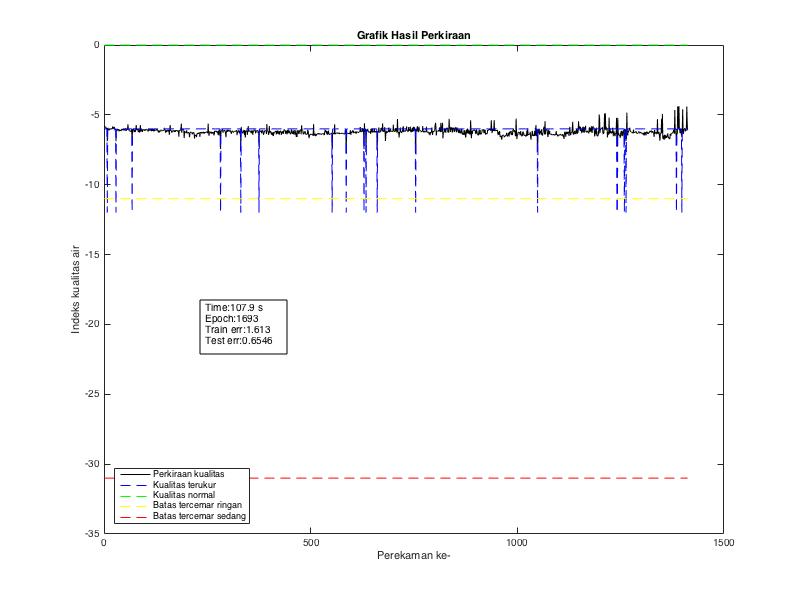 Grafik Hasil Perkiraan
0
-5
-10
-15
-20
-25
-30
-35
Indeks kualitas air
Time:107.9 s
Epoch:1693
Train err:1.613
Test err:0.6546
Perkiraan kualitas
Kualitas terukur
Kualitas normal
Batas tercemar ringan
Batas tercemar sedang
0 500 1000 1500
Perekaman ke-